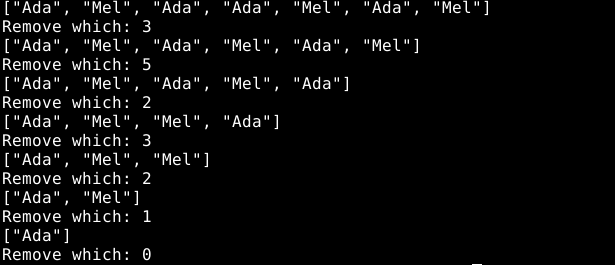 ["Ada", "Mel", "Ada", "Ada", "Mel", "Ada", "Mel"]
Remove which: 3
["Ada", "Mel", "Ada", "Mel", "Ada", "Mel"]
Remove which: 5
["Ada", "Mel", "Ada", "Mel", "Ada"]
Remove which: 2
["Ada", "Mel", "Mel", "Ada"]
Remove which: 3
["Ada", "Mel", "Mel"]
Remove which: 2
["Ada", "Mel"]
Remove which: 1
["Ada"]
Remove which: 0